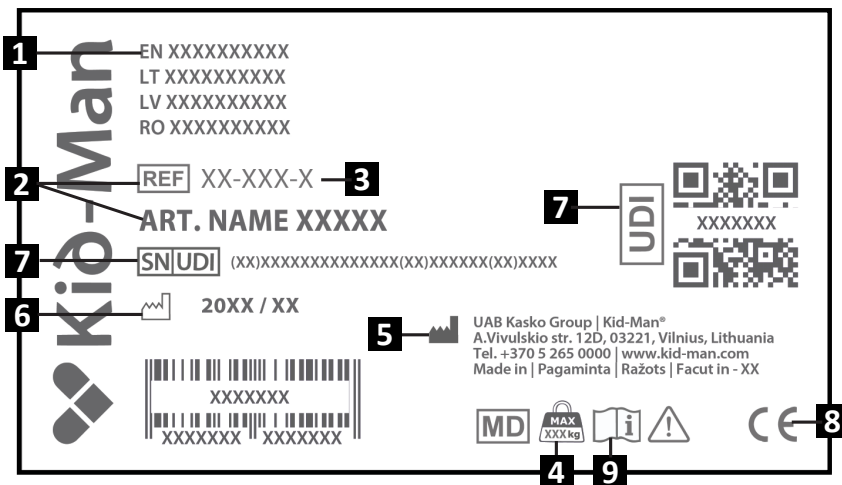 1
EN XXXXXXXXXX
LT XXXXXXXXXX
LV XXXXXXXXXX
RO XXXXXXXXXX
Kid-Man
2
REF XX-XXX-X
3
ART. NAME XXXXX
7
SN UDI (XX)XXXXXXXXXXXXXX(XX)XXXXXX(XX)XXXX
6
20XX / XX
XXXXXXX
XXXXXXX XXXXXXX
7
UDI
XXXXXXX
5
UAB Kasko Group | Kid-Man®
A.Vivulskio str. 12D, 03221, Vilnius, Lithuania
Tel. +370 5 265 0000 | www.kid-man.com
Made in | Pagaminta | Ražots | Facut in - XX
MD
MAX
XXX kg
i
CE
8
4
9